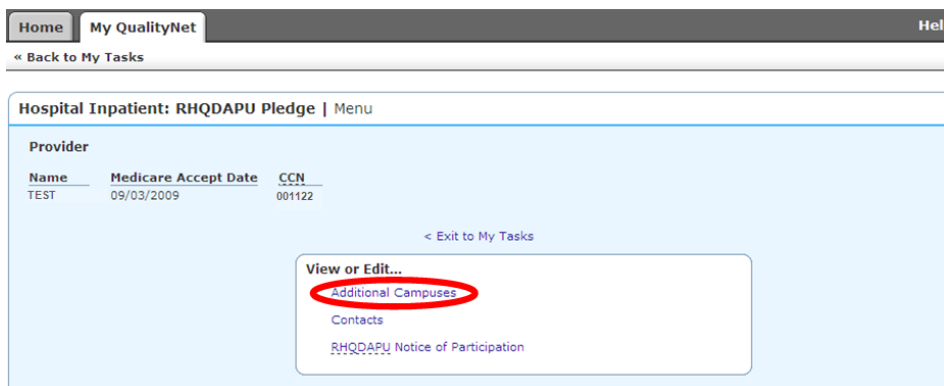 Home My QualityNet
« Back to My Tasks
Hospital Inpatient: RHQDAPU Pledge | Menu
Provider
Name Medicare Accept Date CCN
TEST 09/03/2009 001122
< Exit to My Tasks
View or Edit...
Additional Campuses
Contacts
RHQDAPU Notice of Participation